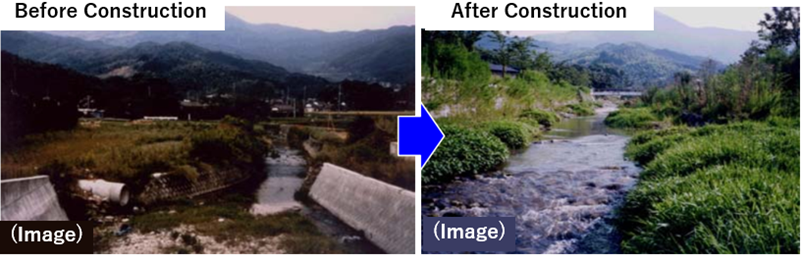 Before Construction
After Construction
(Image)
(Image)